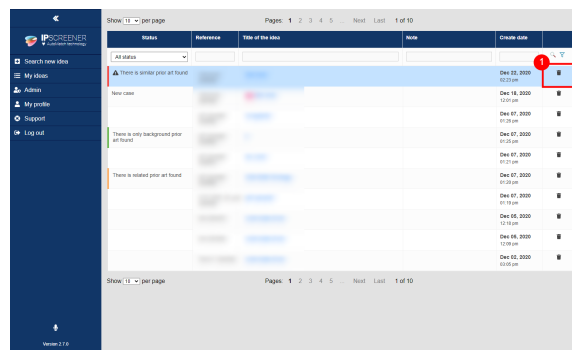 «
Show 10 per page
Pages: 1 2 3 4 5 ... Next Last 1 of 10
IPSCREENER
AutoMatch technology
Search new idea
My ideas
Admin
My profile
Support
Log out
Version 2.7.0
Status Reference Title of the idea Note Create date
All status
1
There is similar prior art found Dec 22, 2020
02:23 pm
New case Dec 18, 2020
12:01 pm
Dec 07, 2020
01:26 pm
There is only background prior
art found
Dec 07, 2020
01:25 pm
Dec 07, 2020
01:21 pm
There is related prior art found Dec 07, 2020
01:20 pm
Dec 07, 2020
01:19 pm
Dec 05, 2020
12:10 pm
Dec 05, 2020
12:09 pm
Dec 02, 2020
03:05 pm
Show 10 per page
Pages: 1 2 3 4 5 ... Next Last 1 of 10